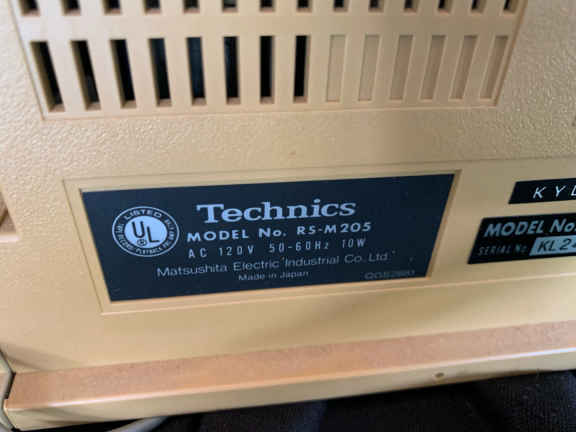 LISTED
UL
Technics
MODEL No. RS-M205
AC 120V 50-60Hz 10W
Matsushita Electric Industrial Co., Ltd.
Made in Japan
KYL
MODEL No.
SERIAL No. KL2